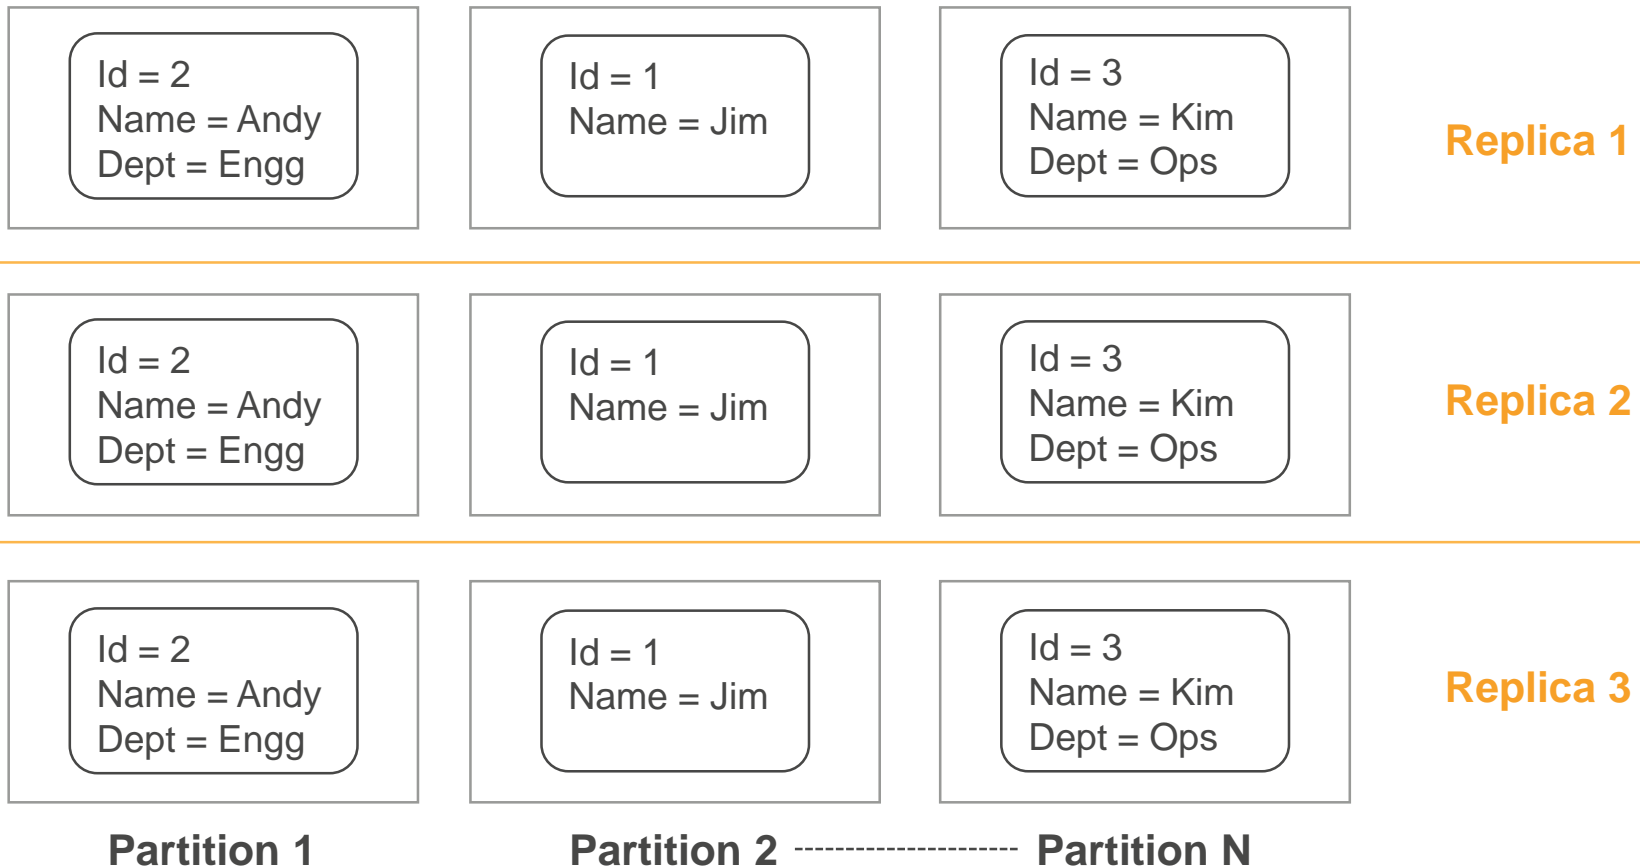 Id = 2
Name = Andy
Dept = Engg
Id = 1
Name = Jim
Id = 3
Name = Kim
Dept = Ops
Replica 1
Id = 2
Name = Andy
Dept = Engg
Id = 1
Name = Jim
Id = 3
Name = Kim
Dept = Ops
Replica 2
Id = 2
Name = Andy
Dept = Engg
Id = 1
Name = Jim
Id = 3
Name = Kim
Dept = Ops
Replica 3
Partition 1
Partition 2
Partition N